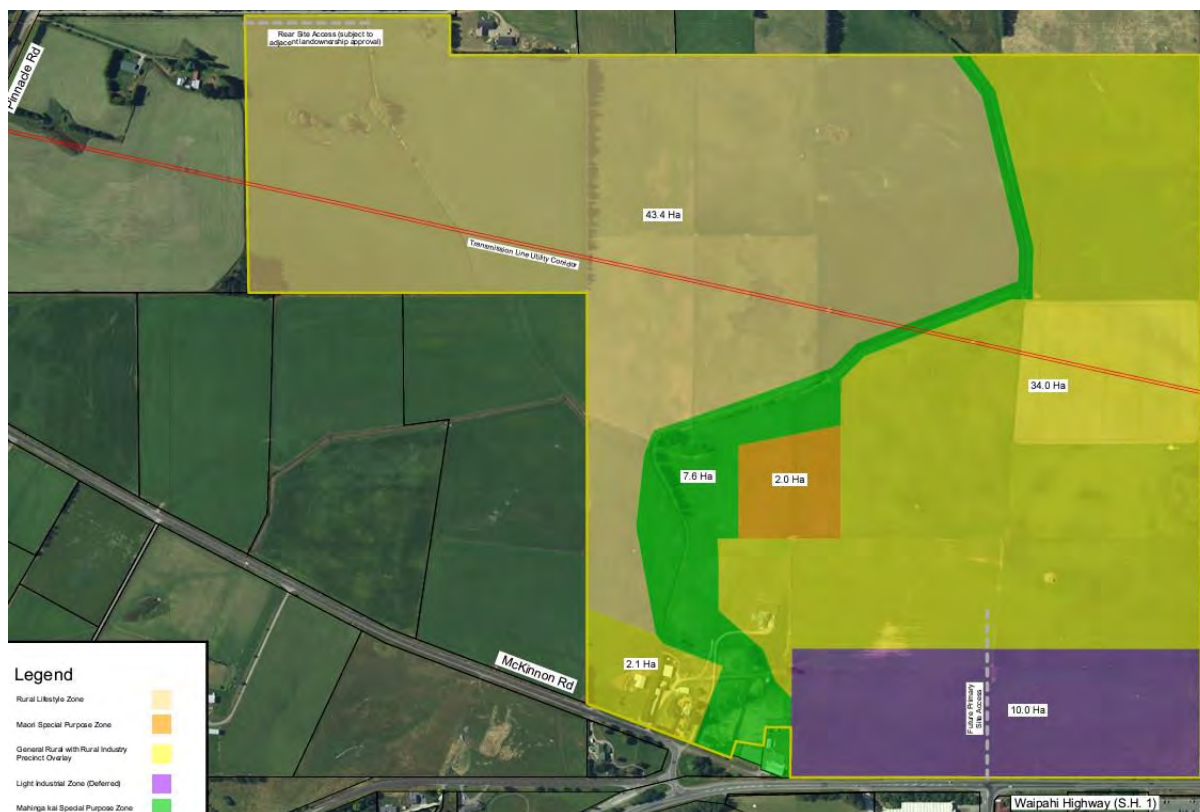 Rear Site Access (subject to
adjacent landownership approval)
Pinnacle Rd
43.4 Ha
Transmission Line Utility Corridor
34.0 Ha
7.6 Ha
2.0 Ha
2.1 Ha
McKinnon Rd
Future Primary
Site Access
10.0 Ha
Waipahi Highway (S.H. 1)
Legend
Rural Lifestyle Zone
Maori Special Purpose Zone
General Rural with Rural Industry
Precinct Overlay
Light Industrial Zone (Deferred)
Mahinga kai Special Purpose Zone